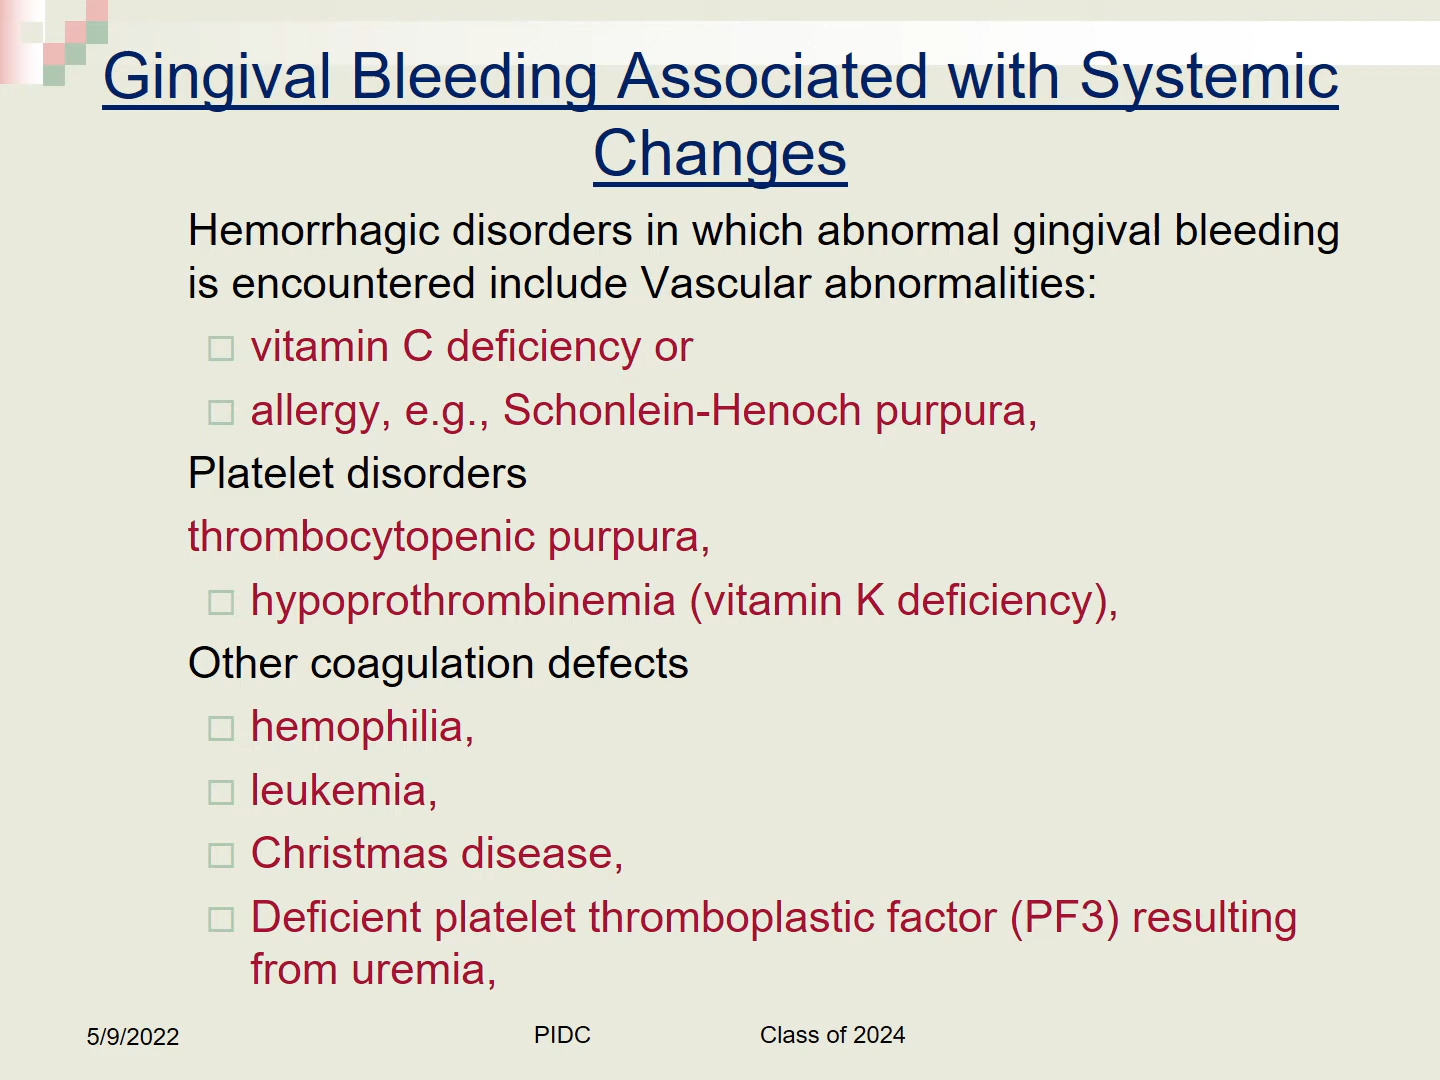 Gingival Bleeding Associated with Systemic
Changes
Hemorrhagic disorders in which abnormal gingival bleeding
is encountered include Vascular abnormalities:
vitamin C deficiency or
allergy, e.g., Schonlein-Henoch purpura,
Platelet disorders
thrombocytopenic purpura,
hypoprothrombinemia (vitamin K deficiency),
Other coagulation defects
hemophilia,
leukemia,
Christmas disease,
Deficient platelet thromboplastic factor (PF3) resulting
from uremia,
5/9/2022 PIDC Class of 2024